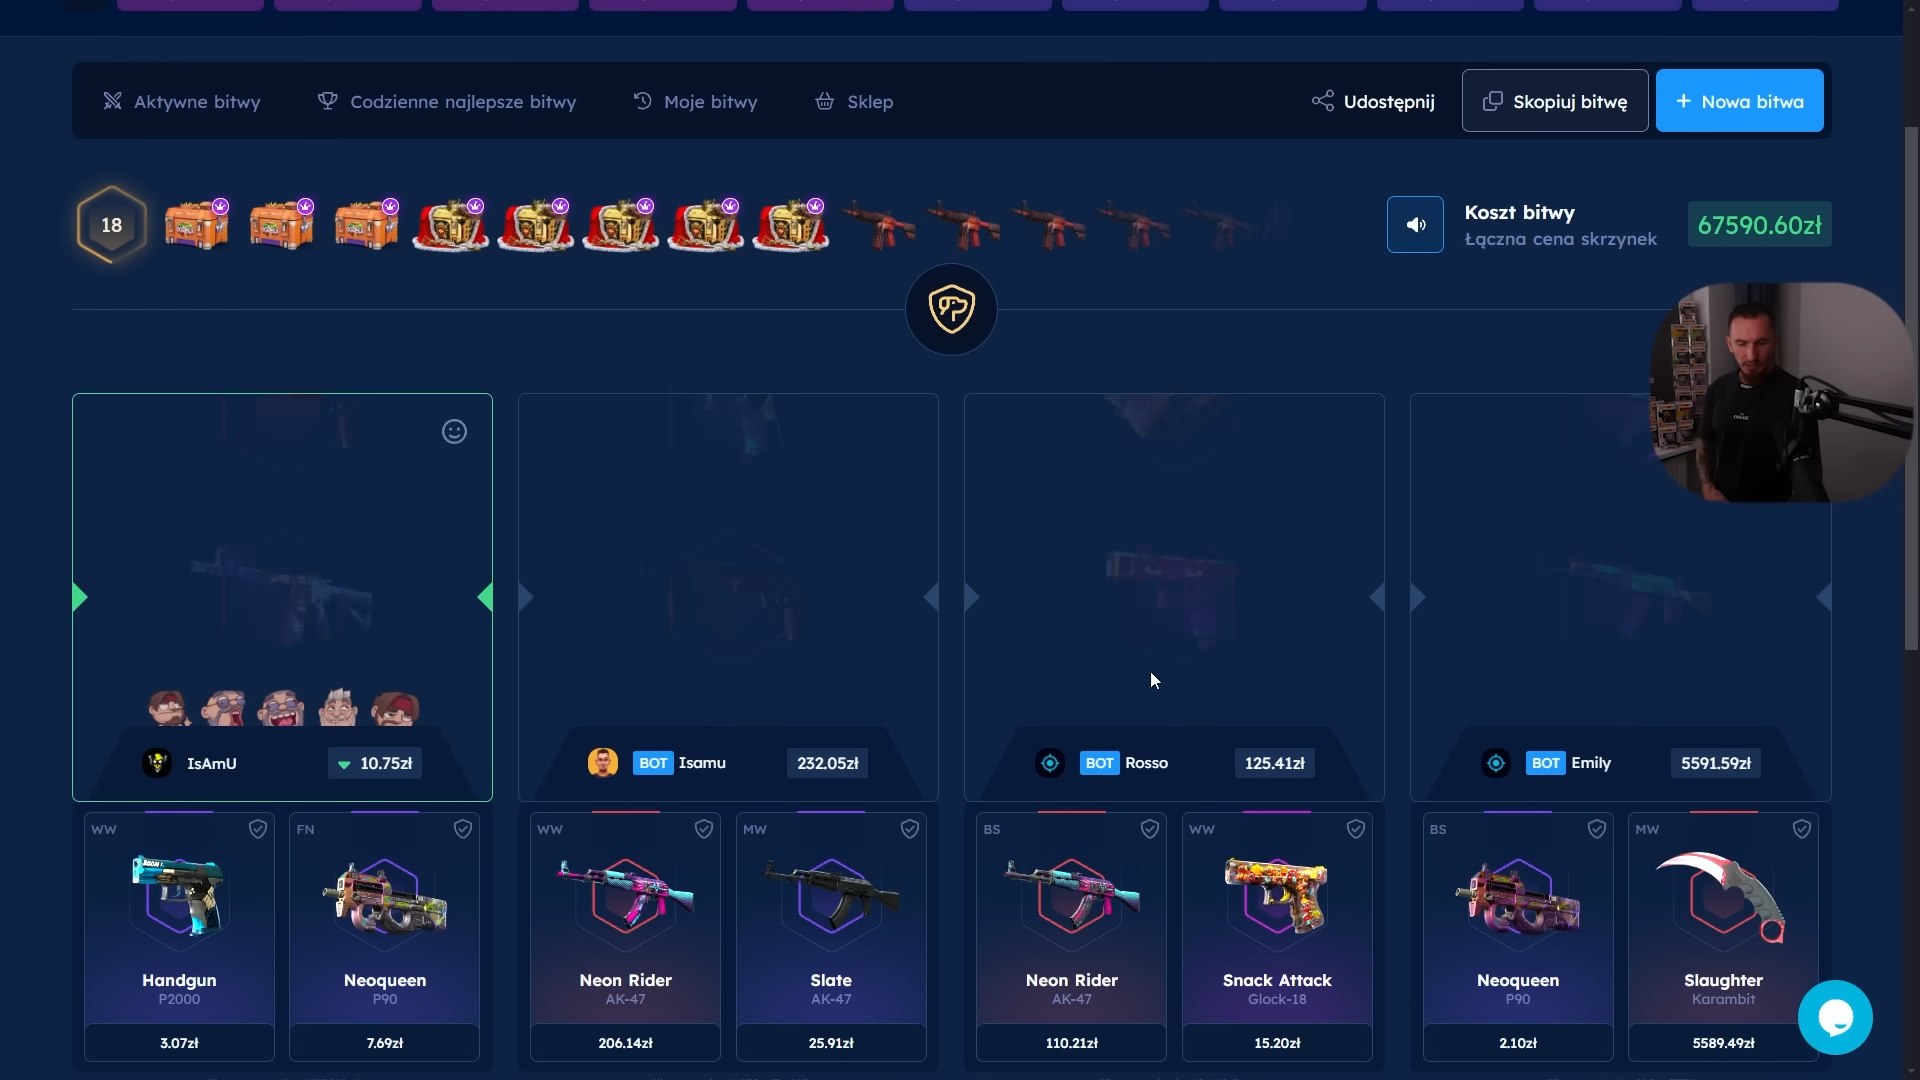 Aktywne bitwy
Codzienne najlepsze bitwy
Moje bitwy
Sklep
Udostępnij
Skopiuj bitwę
+ Nowa bitwa
18
Koszt bitwy
Łączna cena skrzynek
67590.60zł
IsAmU
10.75zł
BOT Isamu
232.05zł
BOT Rosso
125.41zł
BOT Emily
5591.59zł
WW
Handgun
P2000
3.07zł
FN
Neoqueen
P90
7.69zł
WW
Neon Rider
AK-47
206.14zł
MW
Slate
AK-47
25.91zł
BS
Neon Rider
AK-47
110.21zł
WW
Snack Attack
Glock-18
15.20zł
BS
Neoqueen
P90
2.10zł
MW
Slaughter
Karambit
5589.49zł